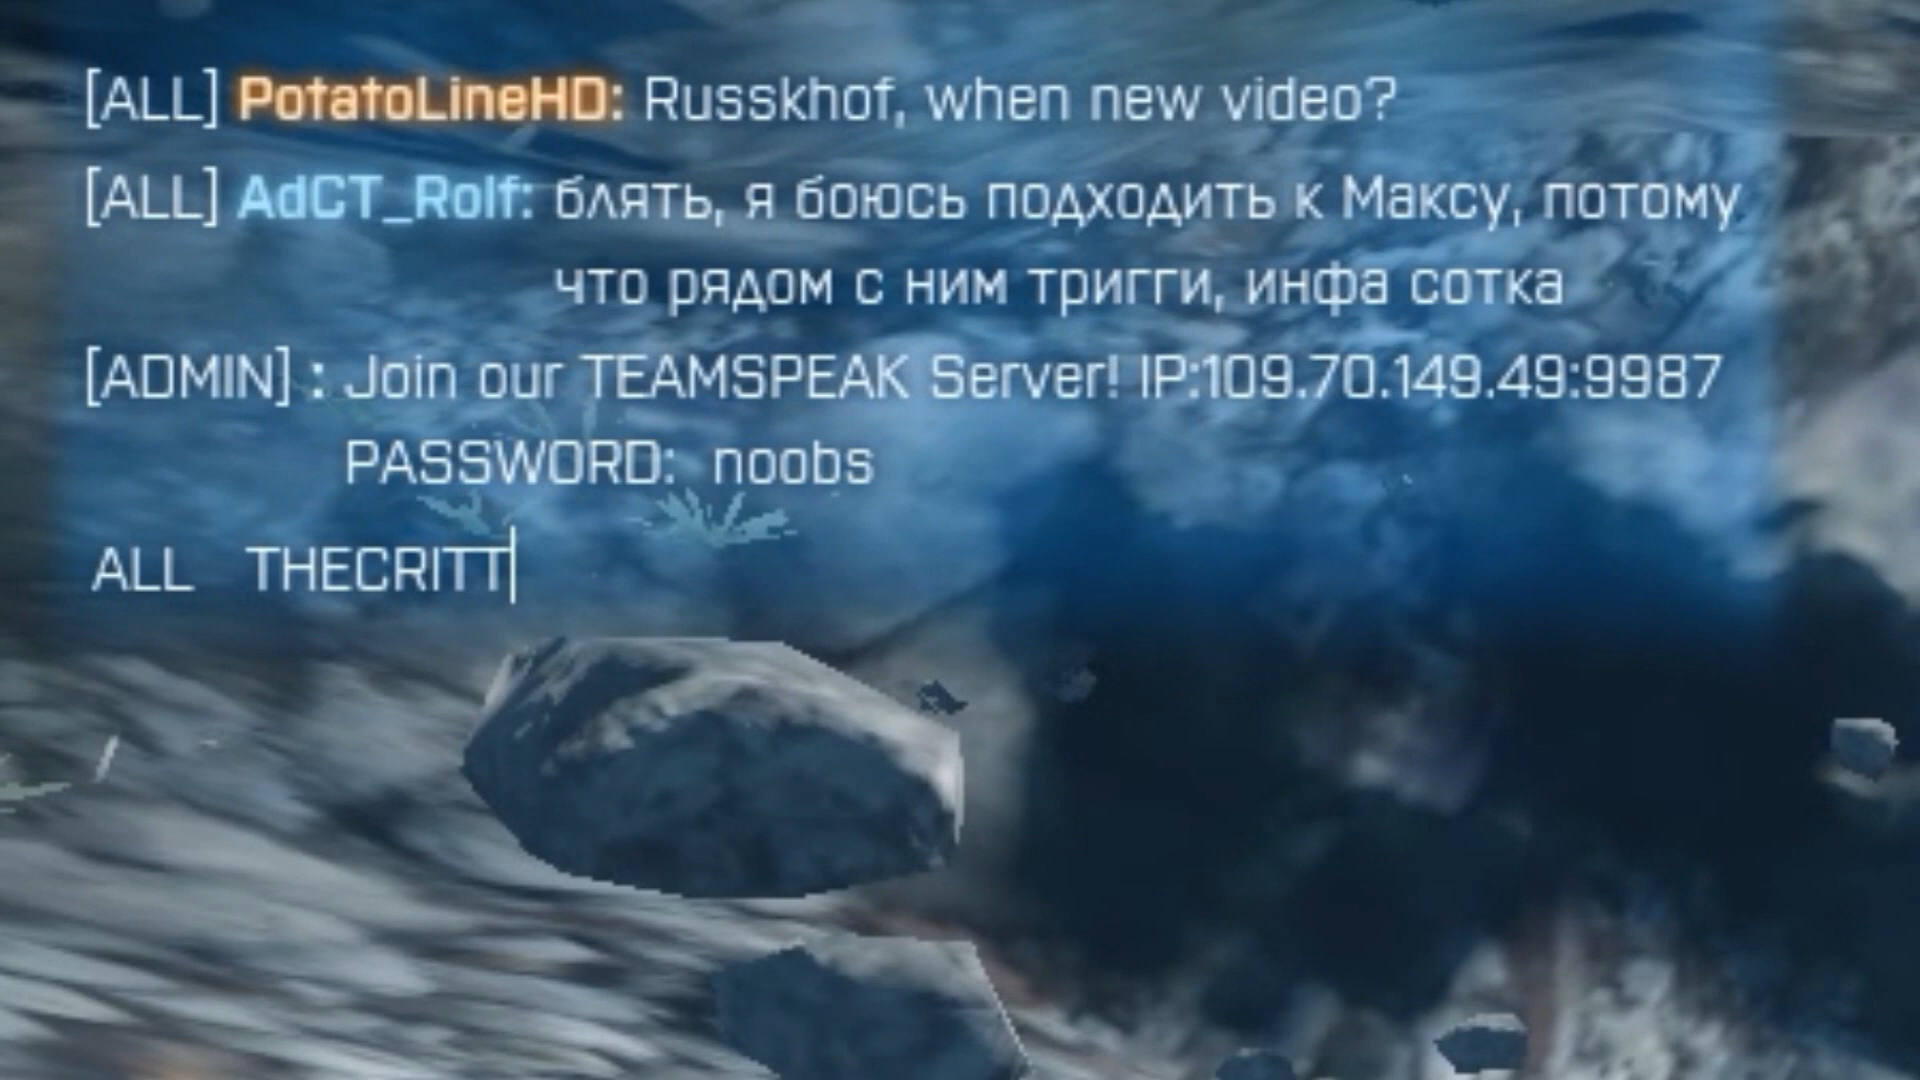 [ALL] PotatoLineHD: Russkhof, when new video?
[ALL] AdCT_Rolf: блять, я боюсь подходить к Максу, потому
что рядом с ним тригги, инфа сотка
[ADMIN] : Join our TEAMSPEAK Server! IP:109.70.149.49:9987
PASSWORD: noobs
ALL THECRITT